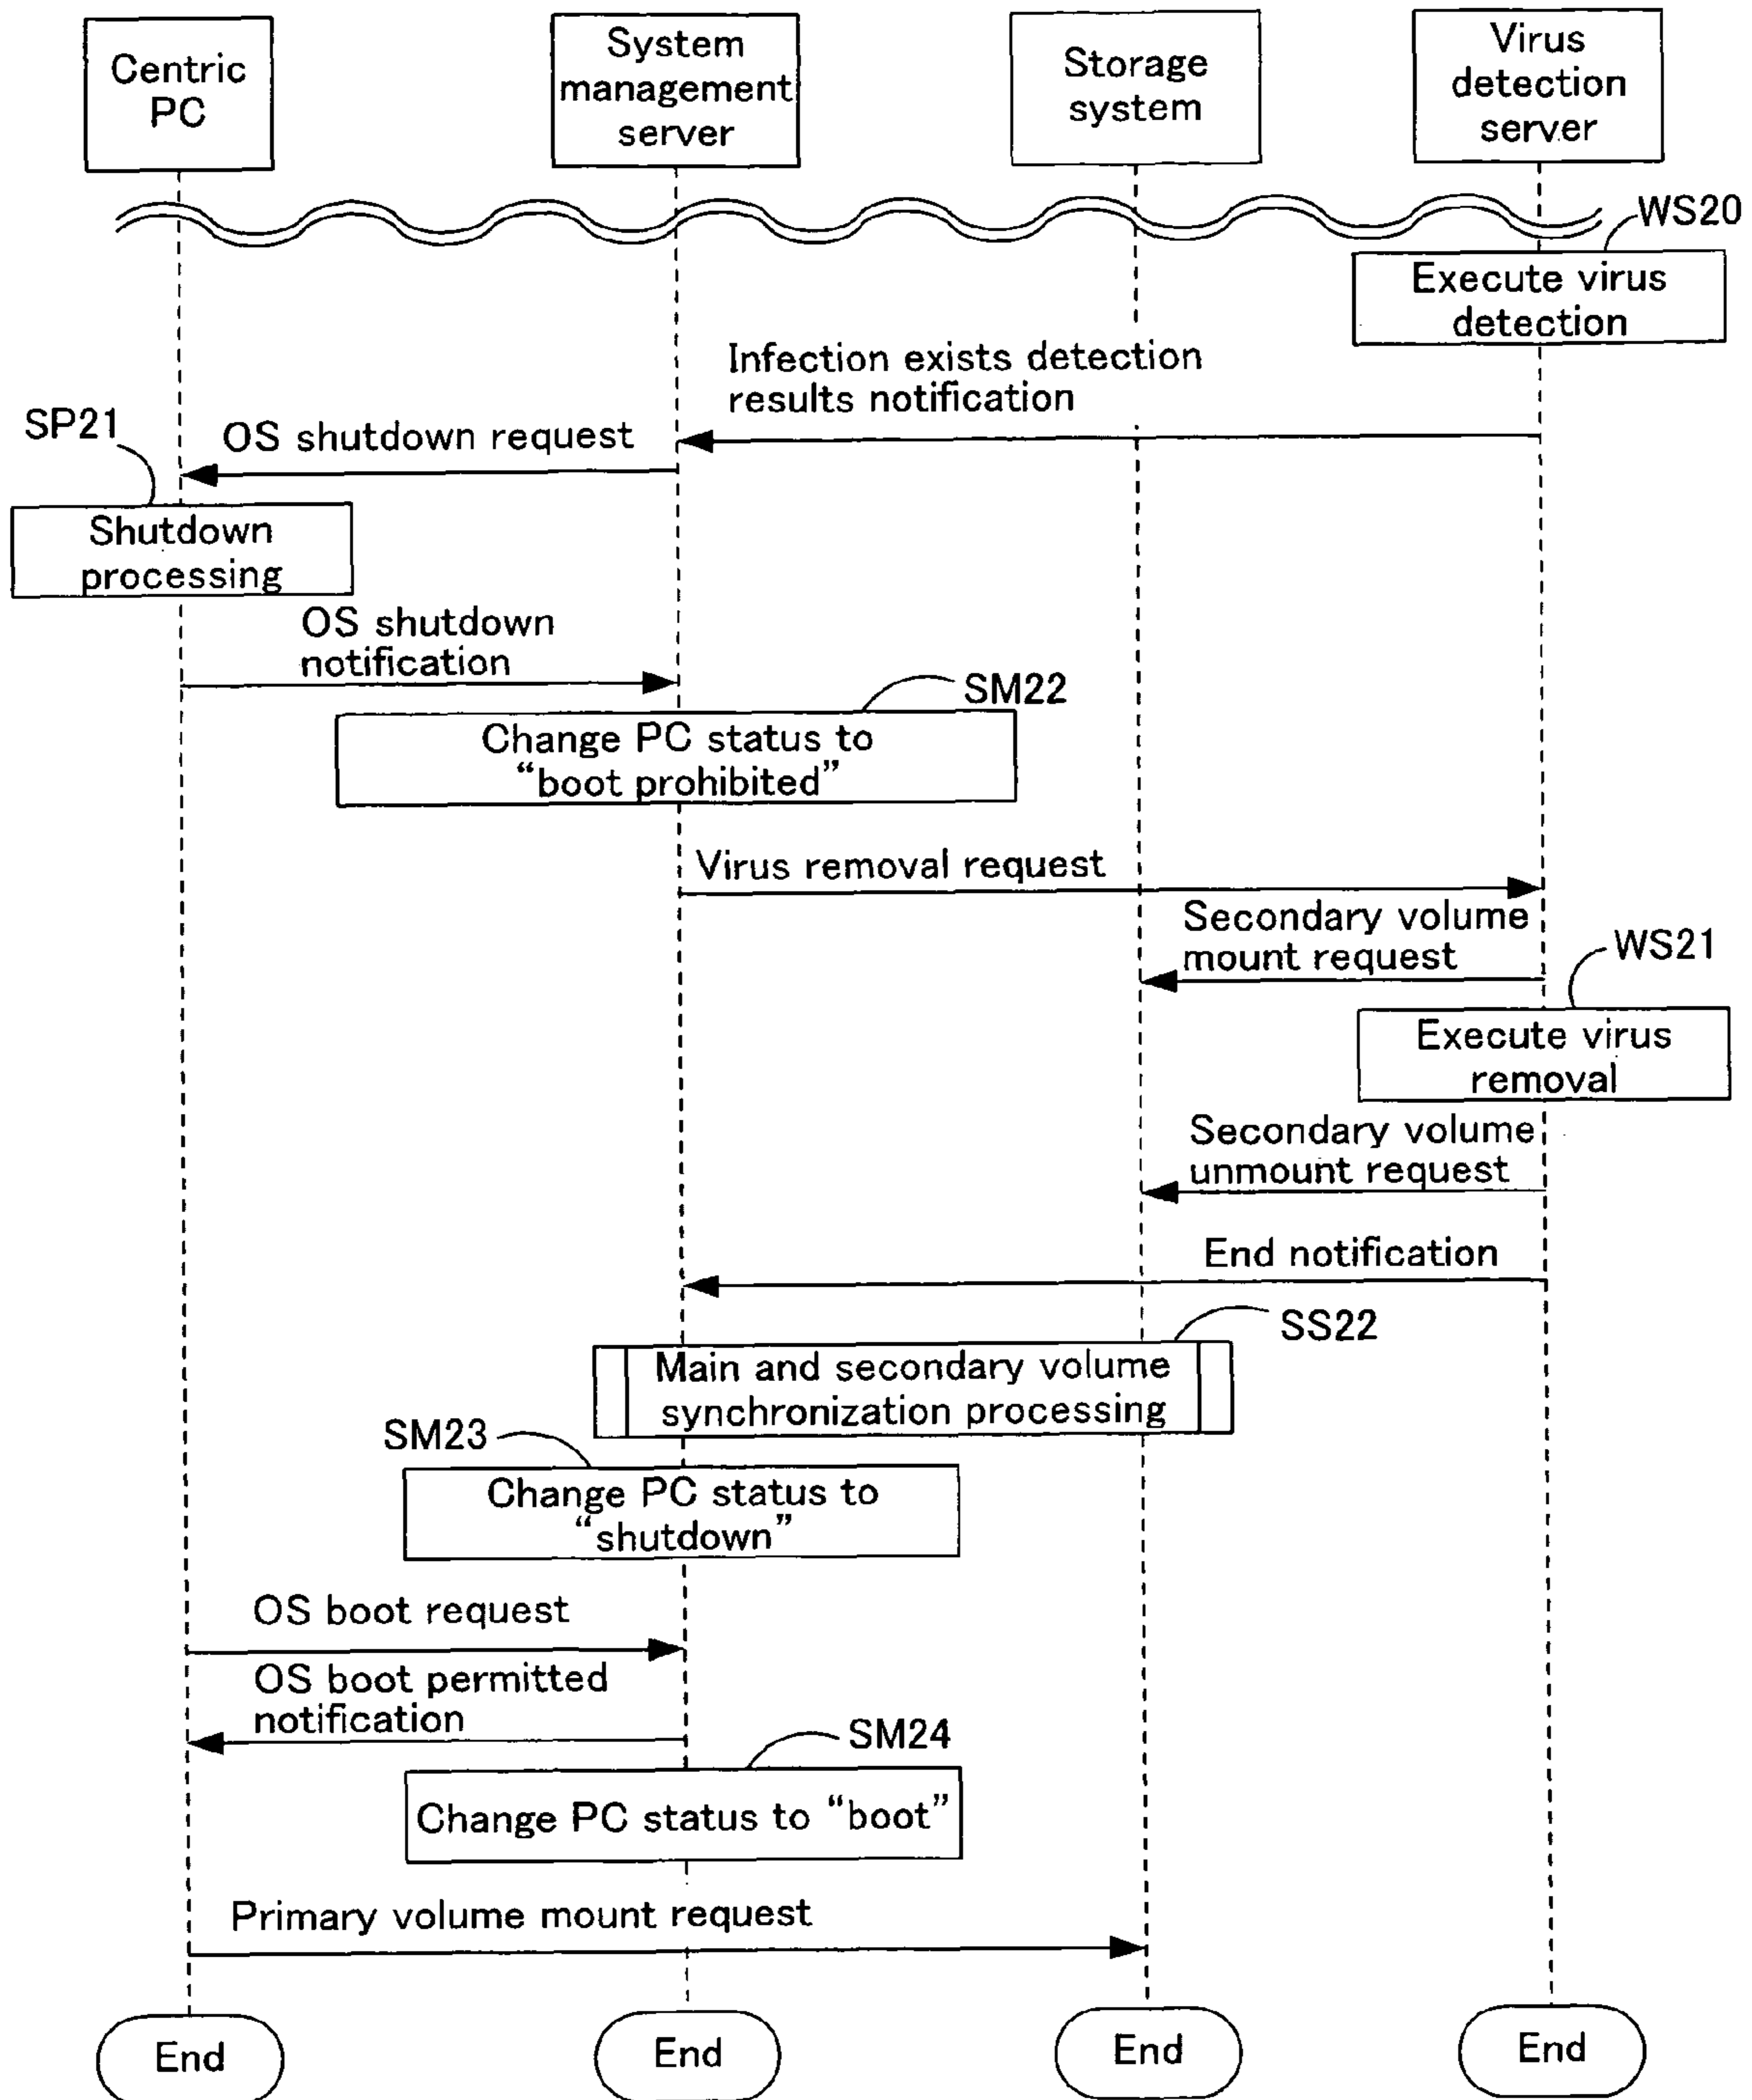 Centric
PC
System
management
server
Storage
system
Virus
detection
server
WS20
Execute virus
detection
Infection exists detection
results notification
SP21
OS shutdown request
Shutdown
processing
OS shutdown
notification
SM22
Change PC status to
“boot prohibited”
Virus removal request
Secondary volume
mount request
WS21
Execute virus
removal
Secondary volume
unmount request
End notification
SS22
Main and secondary volume
synchronization processing
SM23
Change PC status to
“shutdown”
OS boot request
OS boot permitted
notification
SM24
Change PC status to “boot”
Primary volume mount request
End
End
End
End